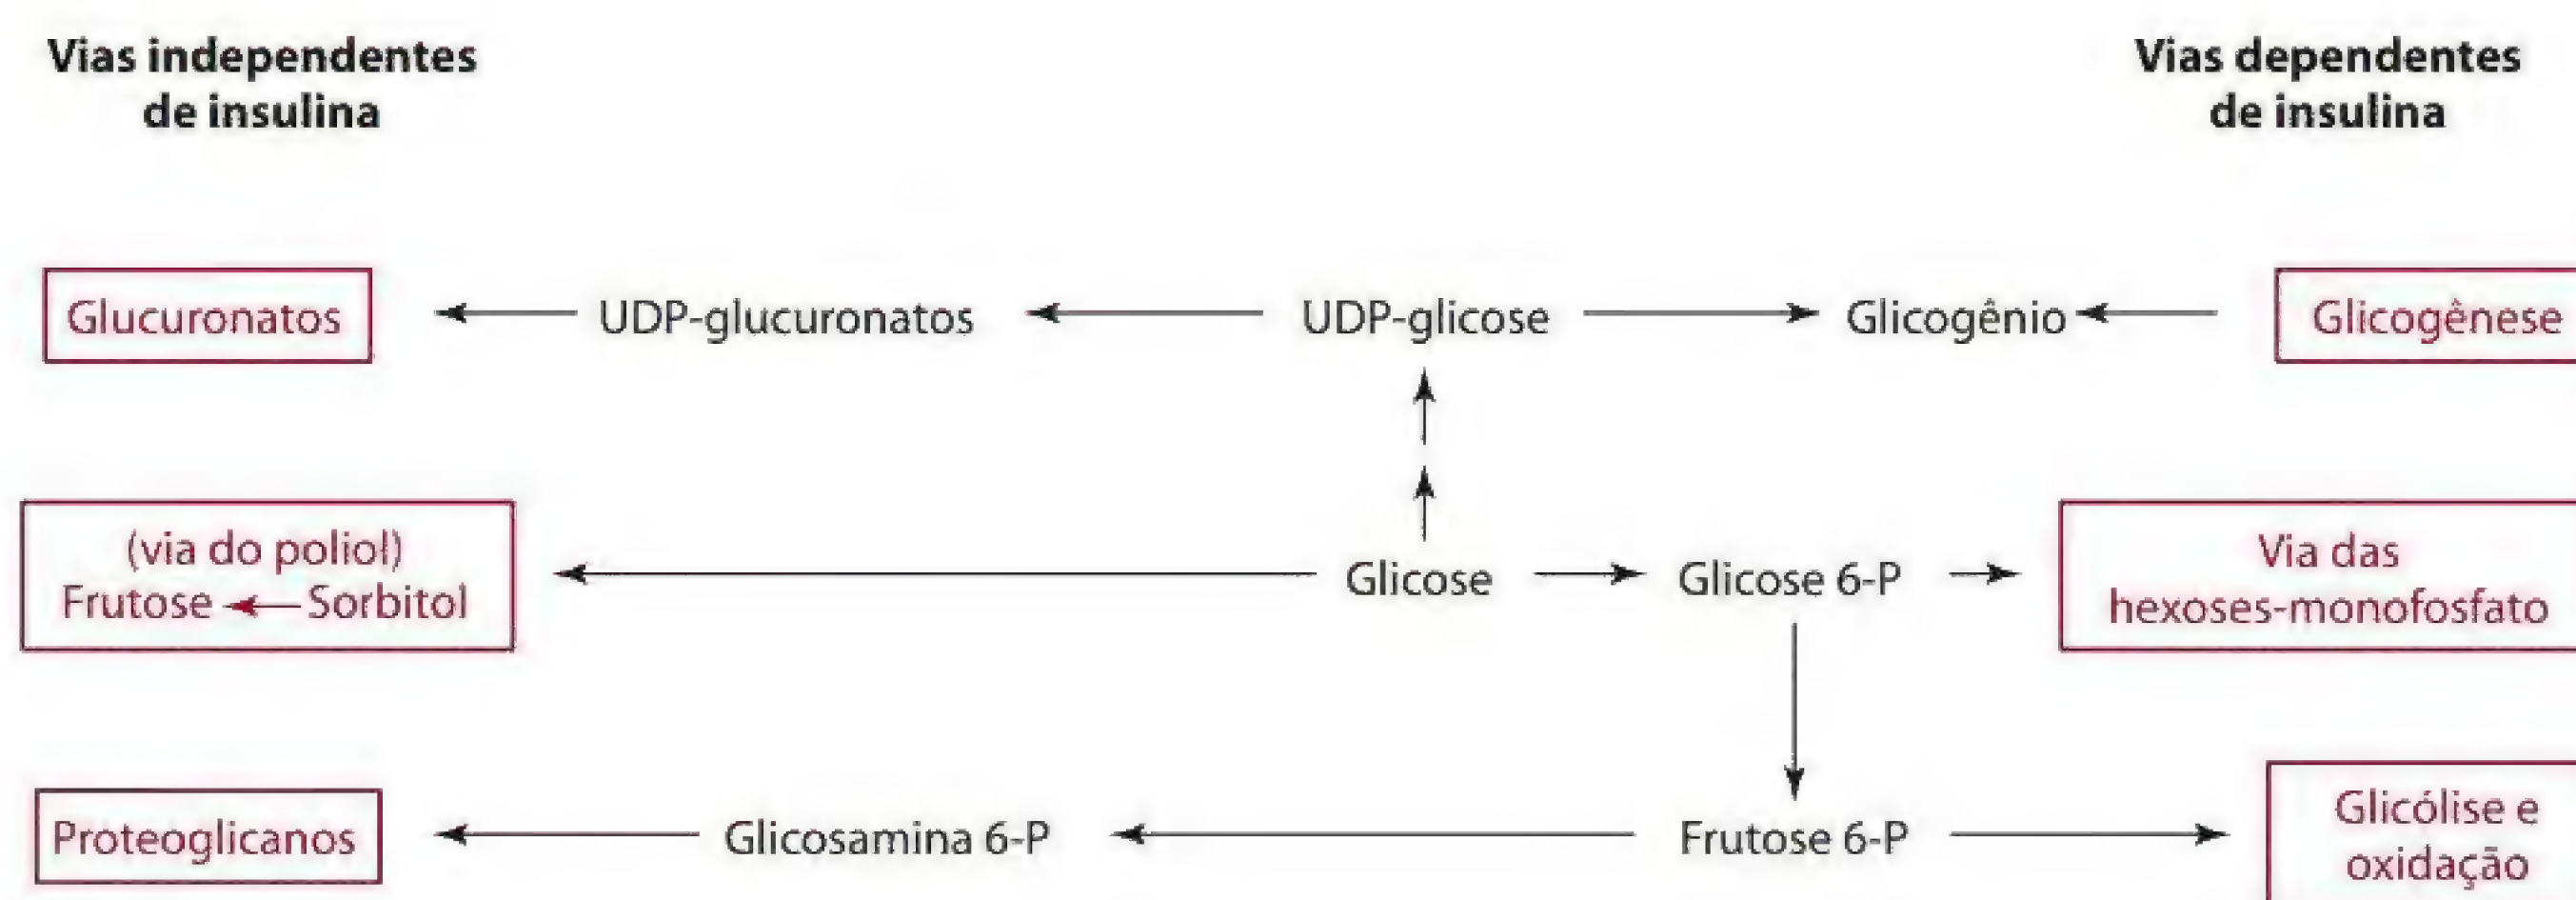 Vias independentes
de insulina
Vias dependentes
de insulina
Glucuronatos
UDP-glucuronatos
UDP-glicose
Glicogênio
Glicogênese
(via do poliol)
Frutose
Sorbitol
Glicose
Glicose 6-P
Via das
hexoses-monofosfato
Proteoglicanos
Glicosamina 6-P
Frutose 6-P
Glicólise e
oxidação